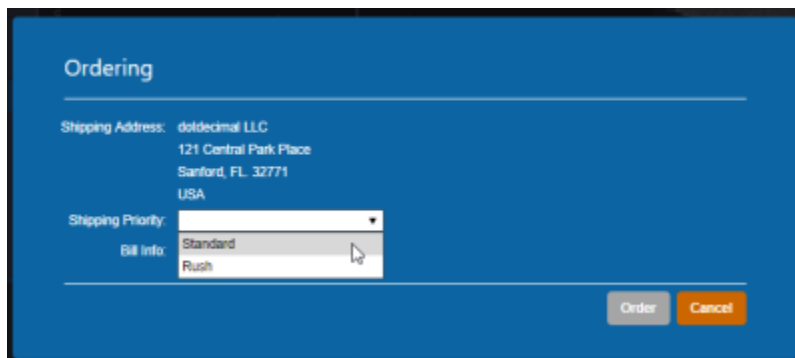 Ordering
Shipping Address: dotdecimal LLC
121 Central Park Place
Sanford, FL. 32771
USA
Shipping Priority:
Bill Info: Standard
Rush
Order Cancel